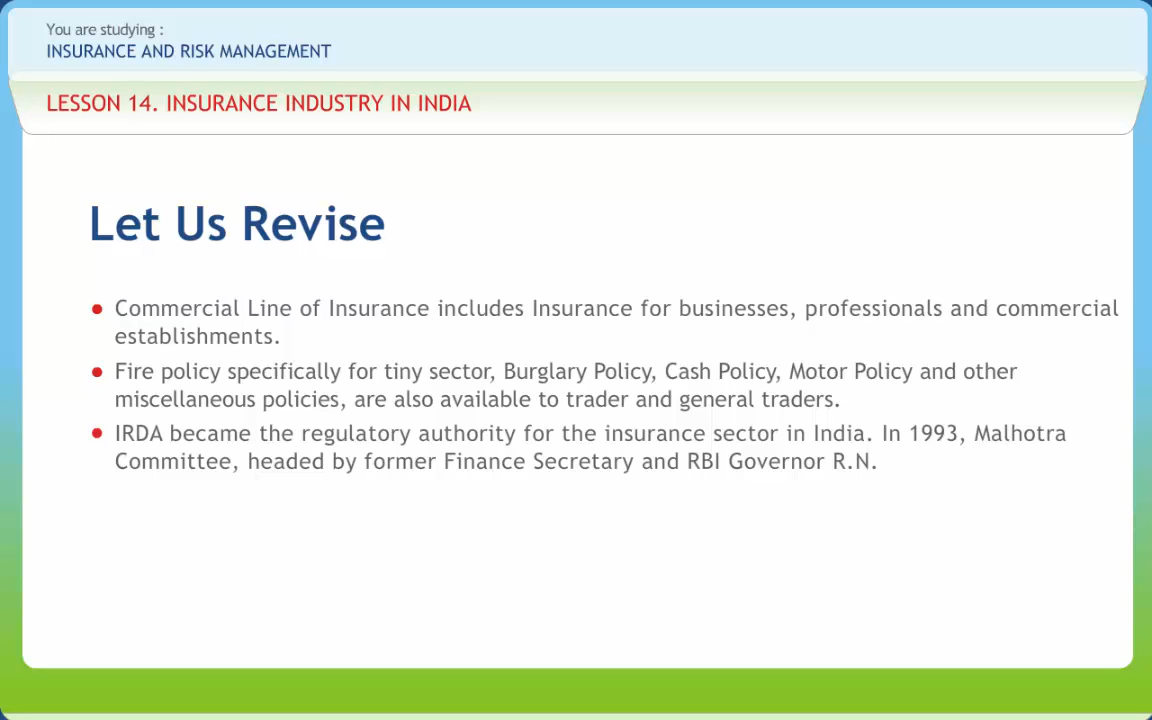 You are studying :
INSURANCE AND RISK MANAGEMENT
LESSON 14. INSURANCE INDUSTRY IN INDIA
Let Us Revise
• Commercial Line of Insurance includes Insurance for businesses, professionals and commercial
establishments.
• Fire policy specifically for tiny sector, Burglary Policy, Cash Policy, Motor Policy and other
miscellaneous policies, are also available to trader and general traders.
• IRDA became the regulatory authority for the insurance sector in India. In 1993, Malhotra
Committee, headed by former Finance Secretary and RBI Governor R.N.